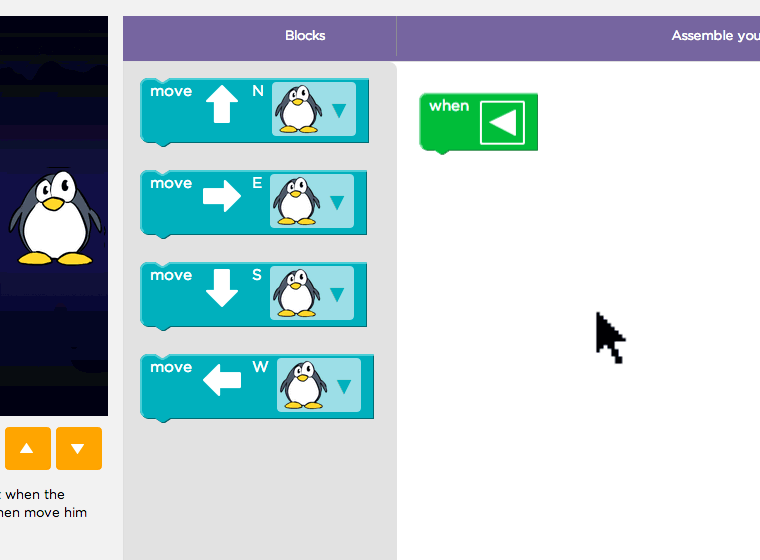 Blocks
Assemble you
move N
move E
move S
move W
when
when the
hen move him